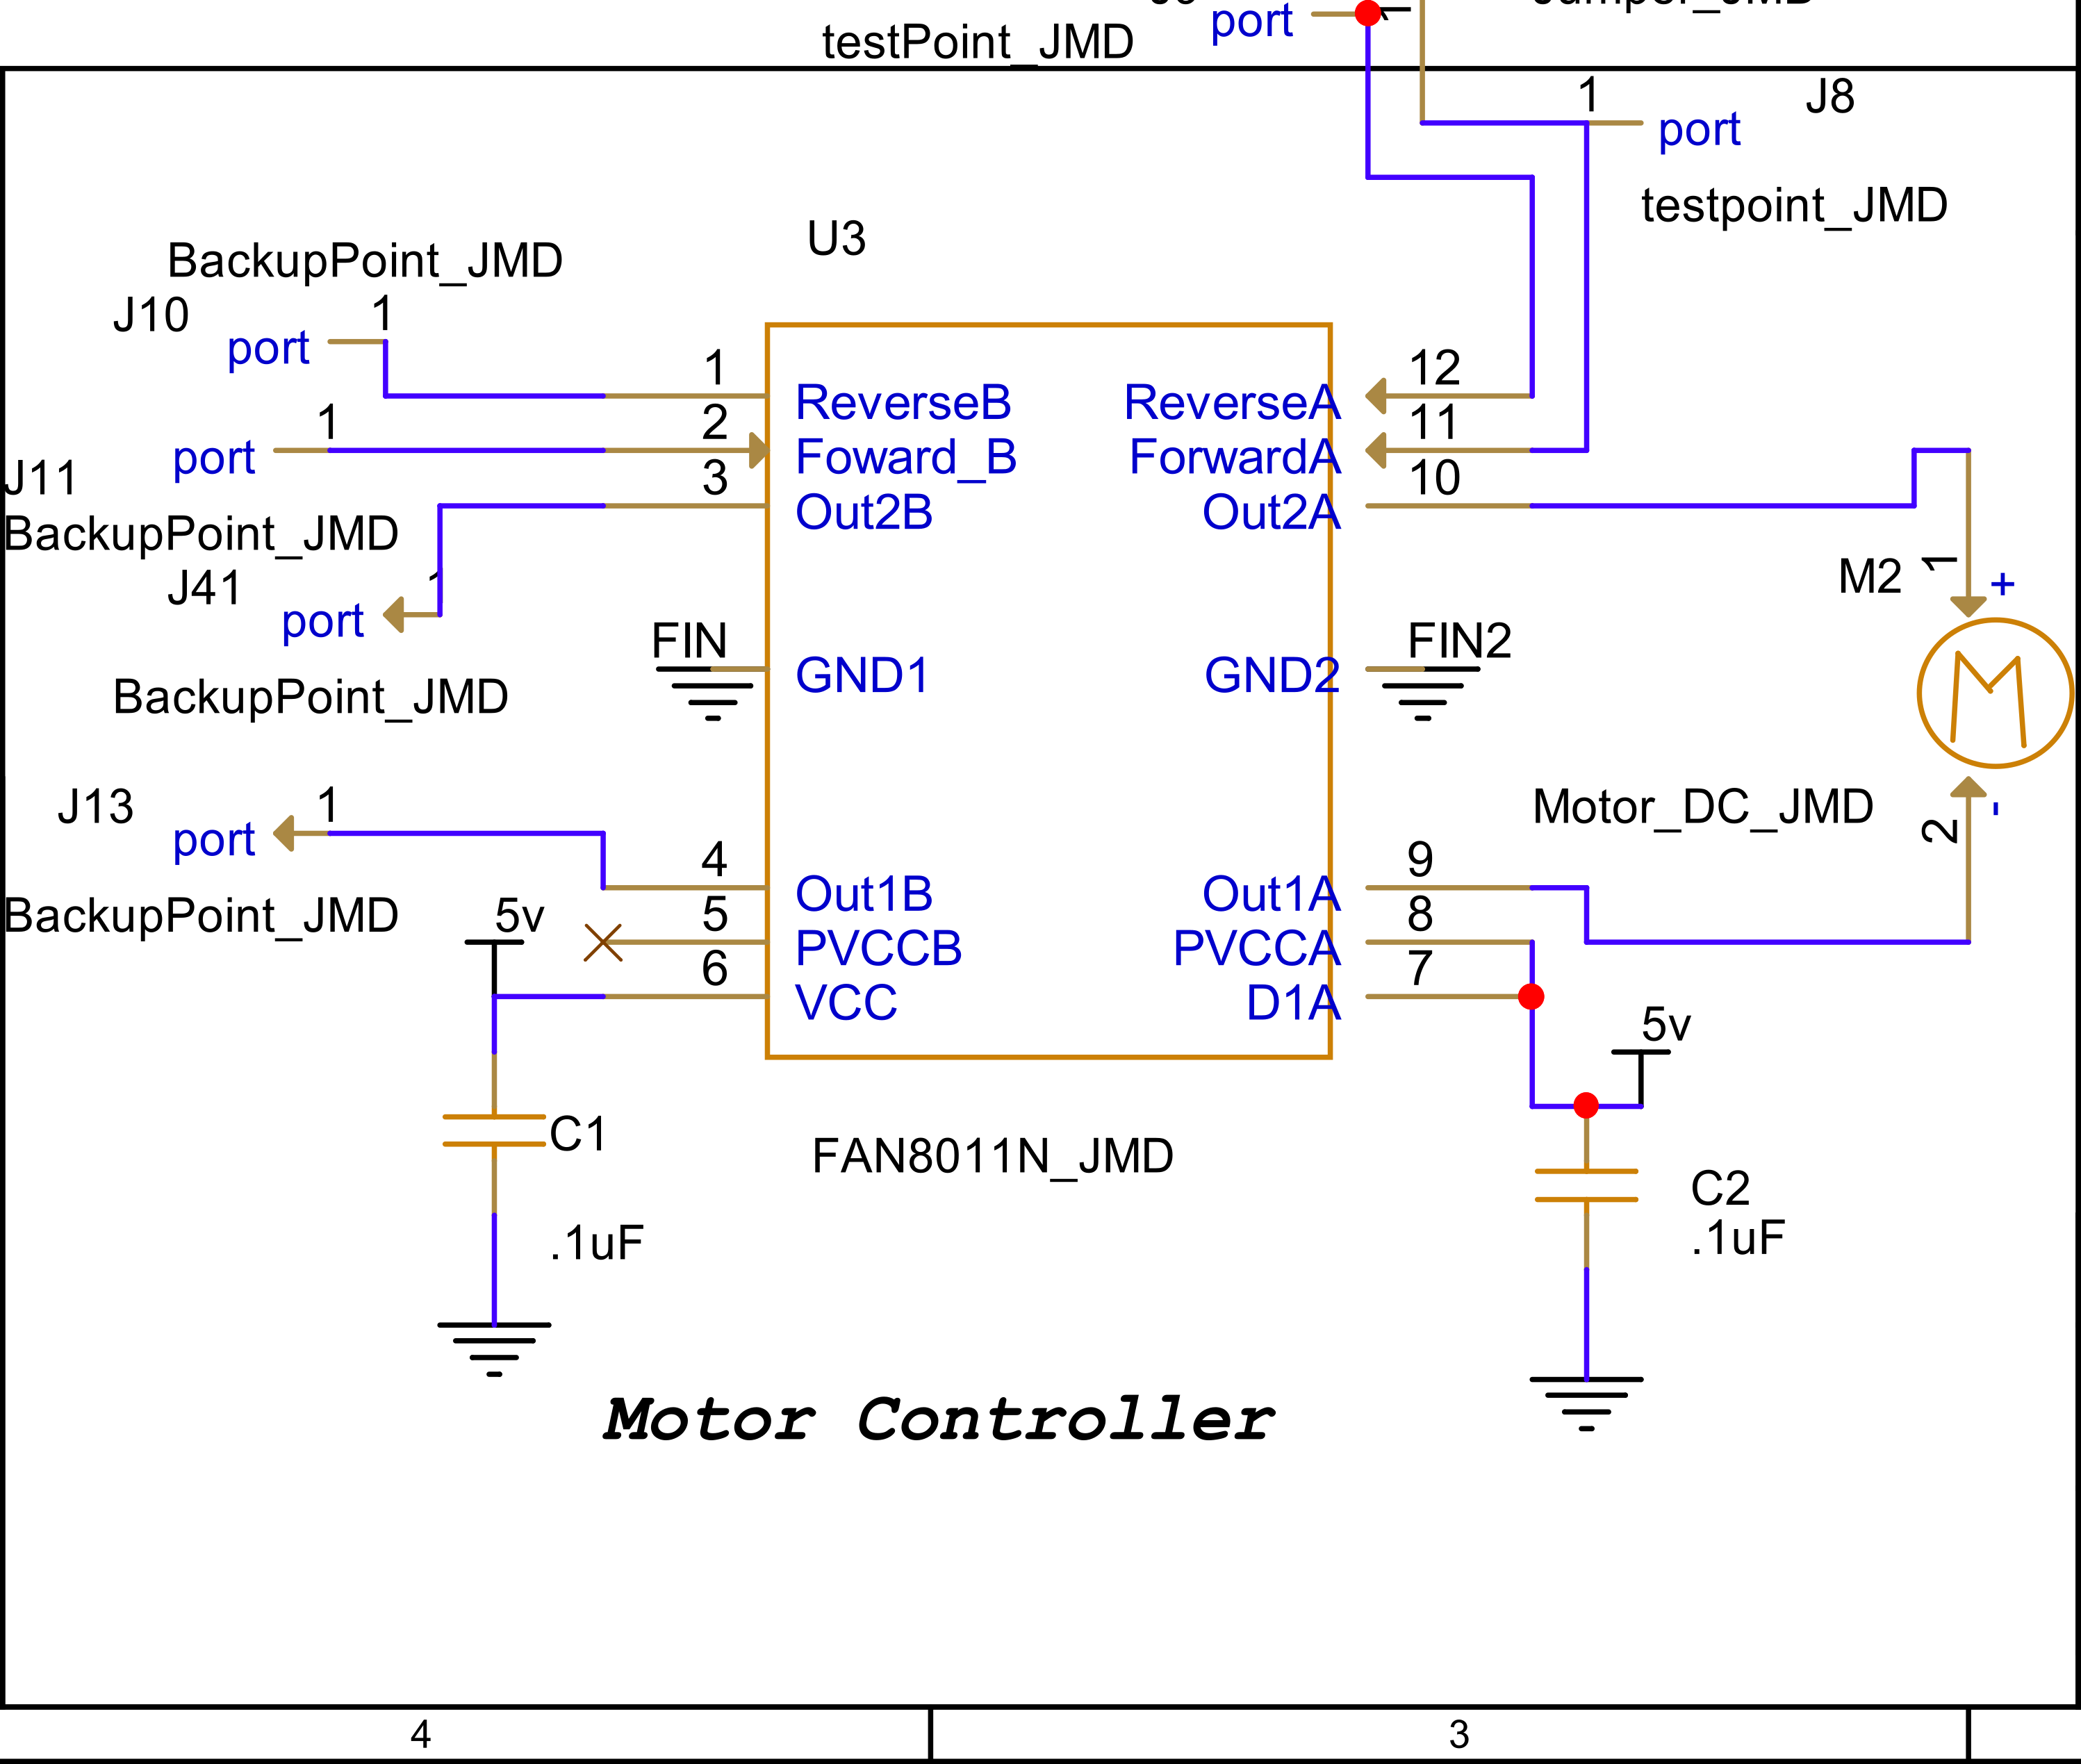 port
testPoint_JMD
1
J8
port
testpoint_JMD
U3
BackupPoint_JMD
J10
1
port
1
ReverseB
ReverseA
12
1
port
2
Foward_B
ForwardA
11
J11
3
Out2B
Out2A
10
BackupPoint_JMD
J41
1
port
M2
1
+
FIN
GND1
GND2
FIN2
BackupPoint_JMD
J13
1
port
Motor_DC_JMD
2
-
4
Out1B
Out1A
9
BackupPoint_JMD
5v
5
PVCCB
PVCCA
8
6
VCC
D1A
7
5v
C1
FAN8011N_JMD
C2
.1uF
.1uF
Motor Controller
4
3